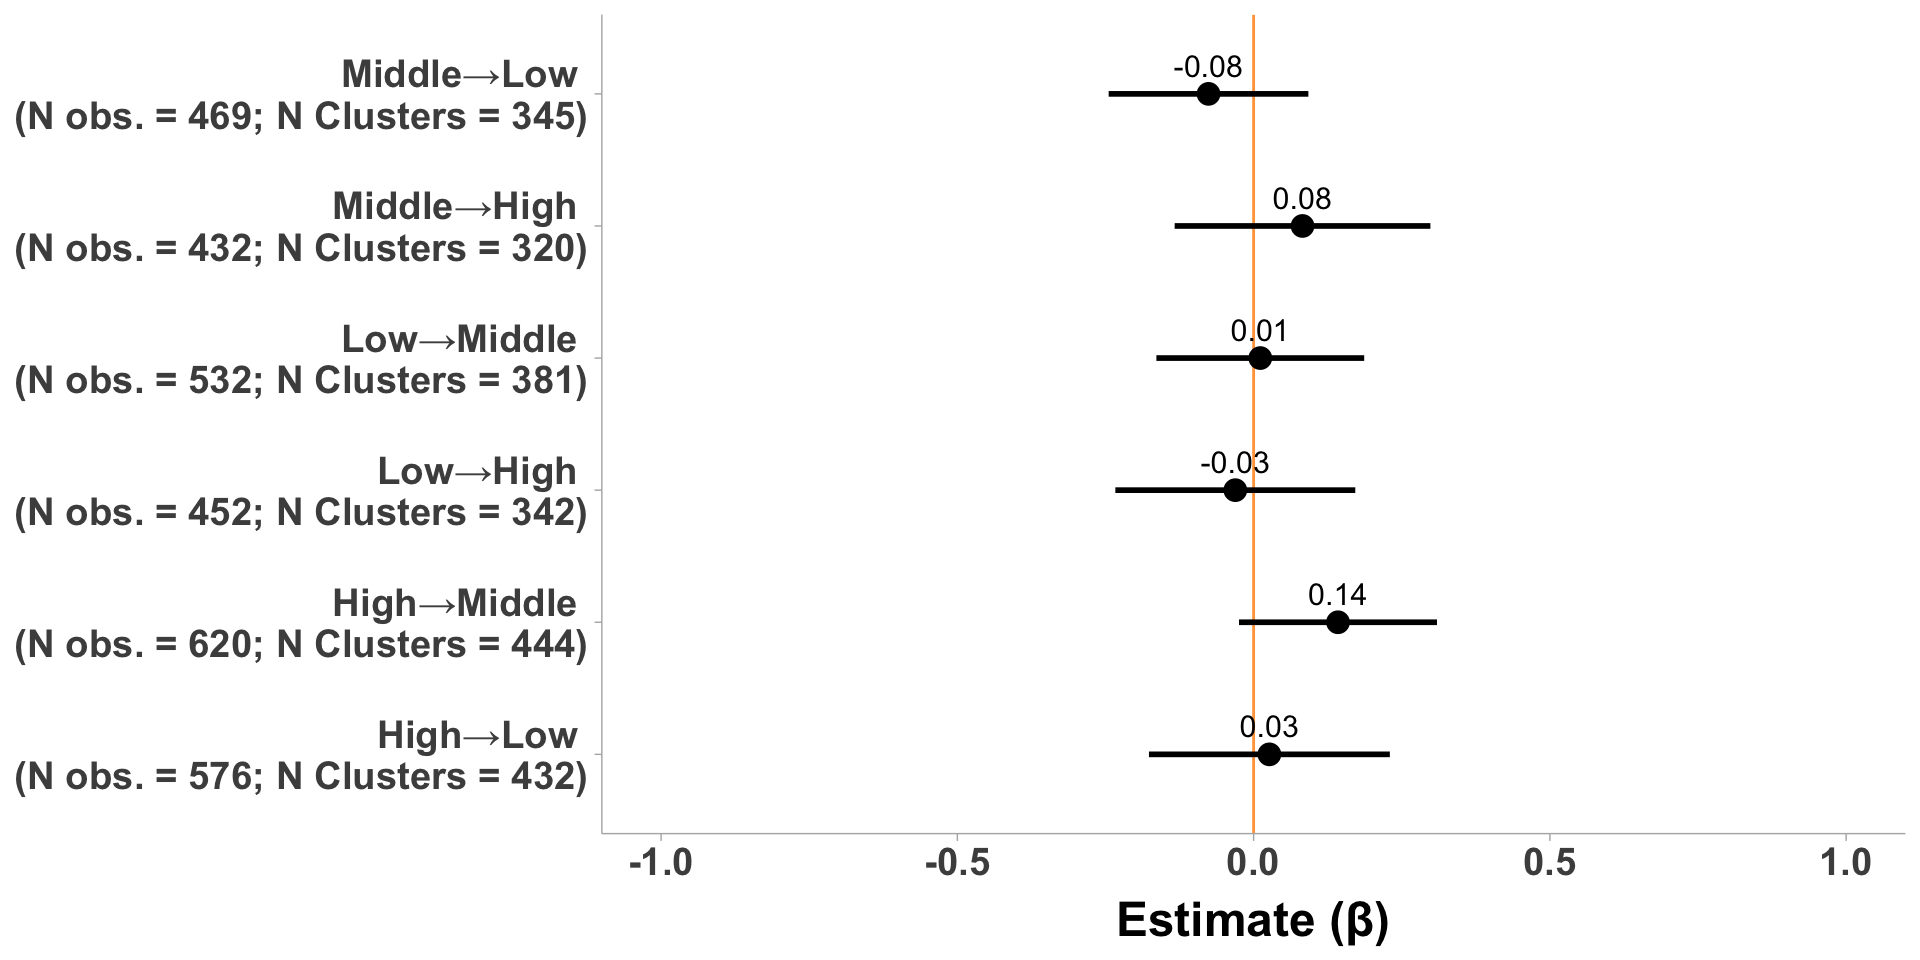 Middle→Low
(N obs. = 469; N Clusters = 345)
-0.08
Middle→High
(N obs. = 432; N Clusters = 320)
0.08
Low→Middle
(N obs. = 532; N Clusters = 381)
0.01
Low→High
(N obs. = 452; N Clusters = 342)
-0.03
High→Middle
(N obs. = 620; N Clusters = 444)
0.14
High→Low
(N obs. = 576; N Clusters = 432)
0.03
-1.0 -0.5 0.0 0.5 1.0
Estimate (β)